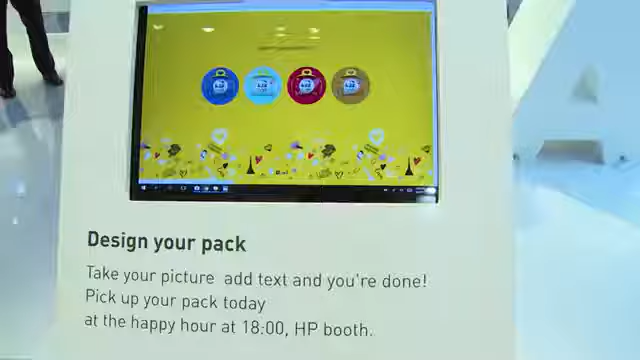 Design your pack
Take your picture add text and you're done!
Pick up your pack today
at the happy hour at 18:00, HP booth.